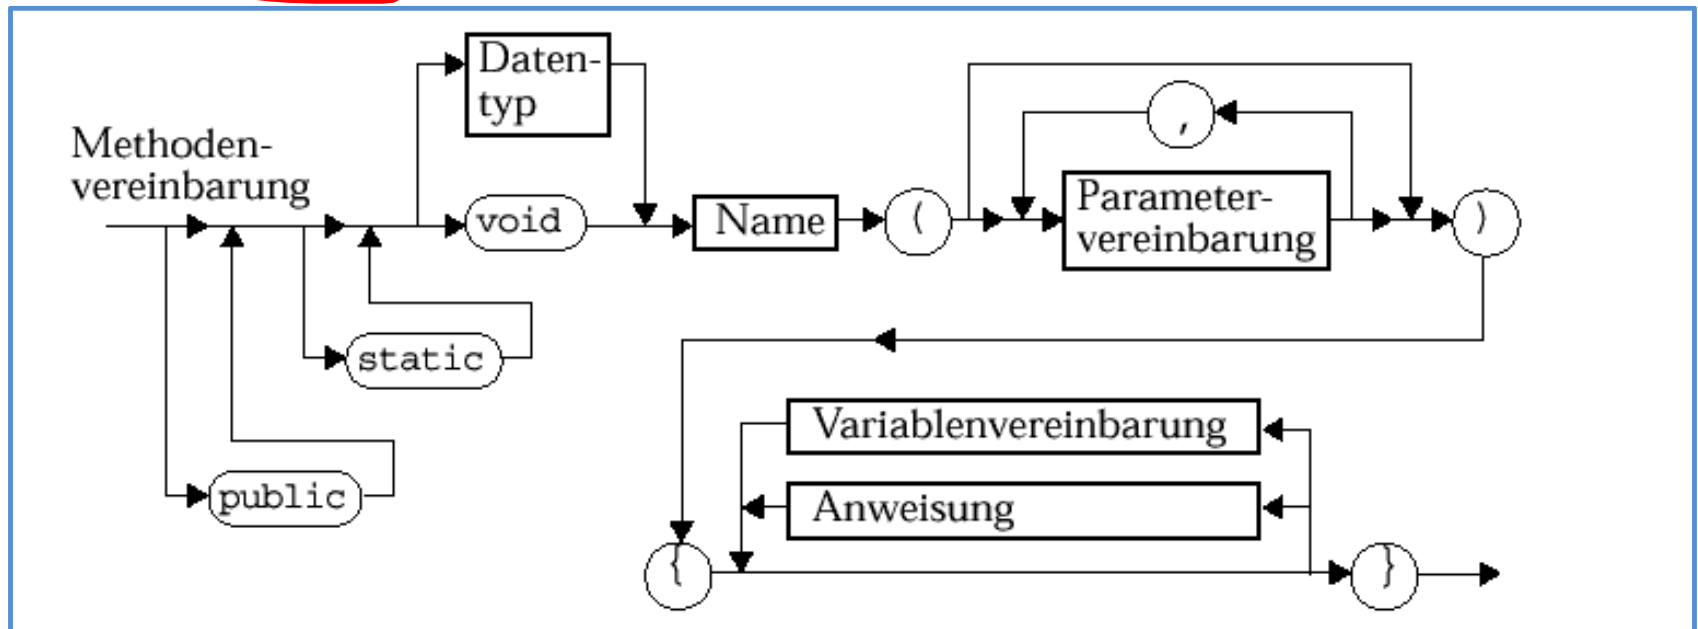 Daten-
typ
Methoden-
vereinbarung
void
Name
(
,
Parameter-
vereinbarung
)
static
public
Variablenvereinbarung
Anweisung
{
}